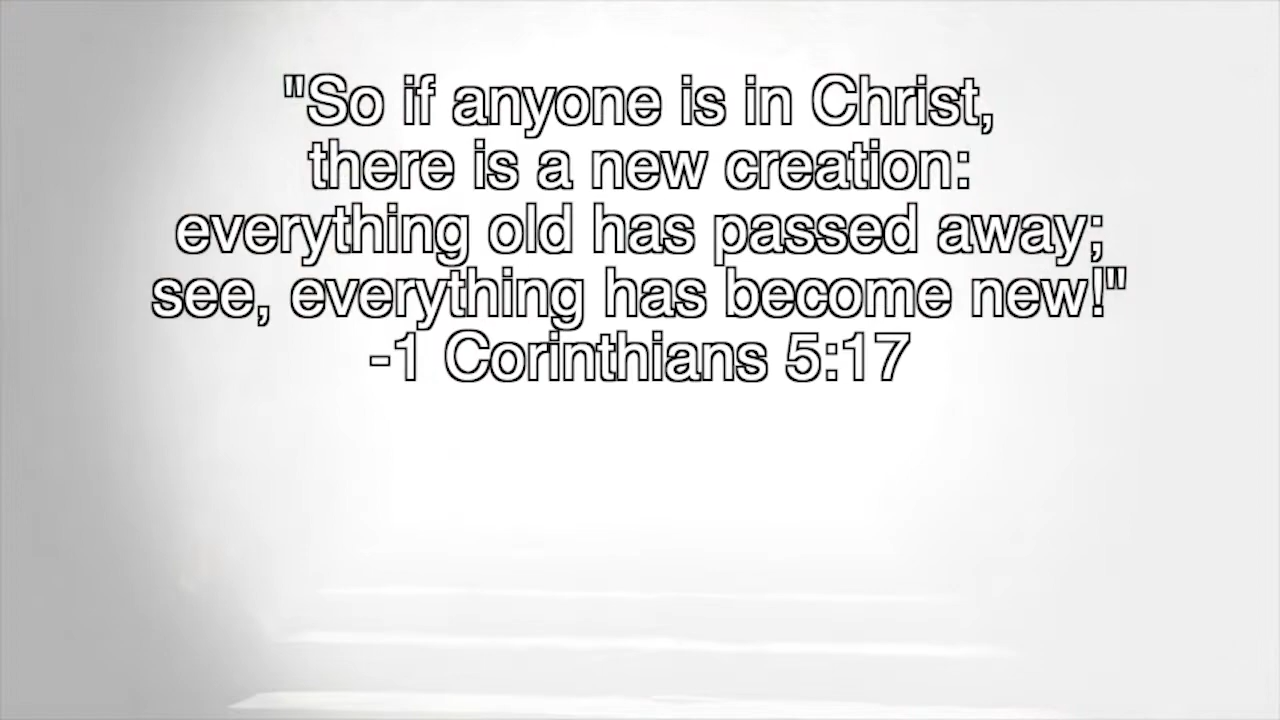 "So if anyone is in Christ,
there is a new creation:
everything old has passed away;
see, everything has become new!"
-1 Corinthians 5:17